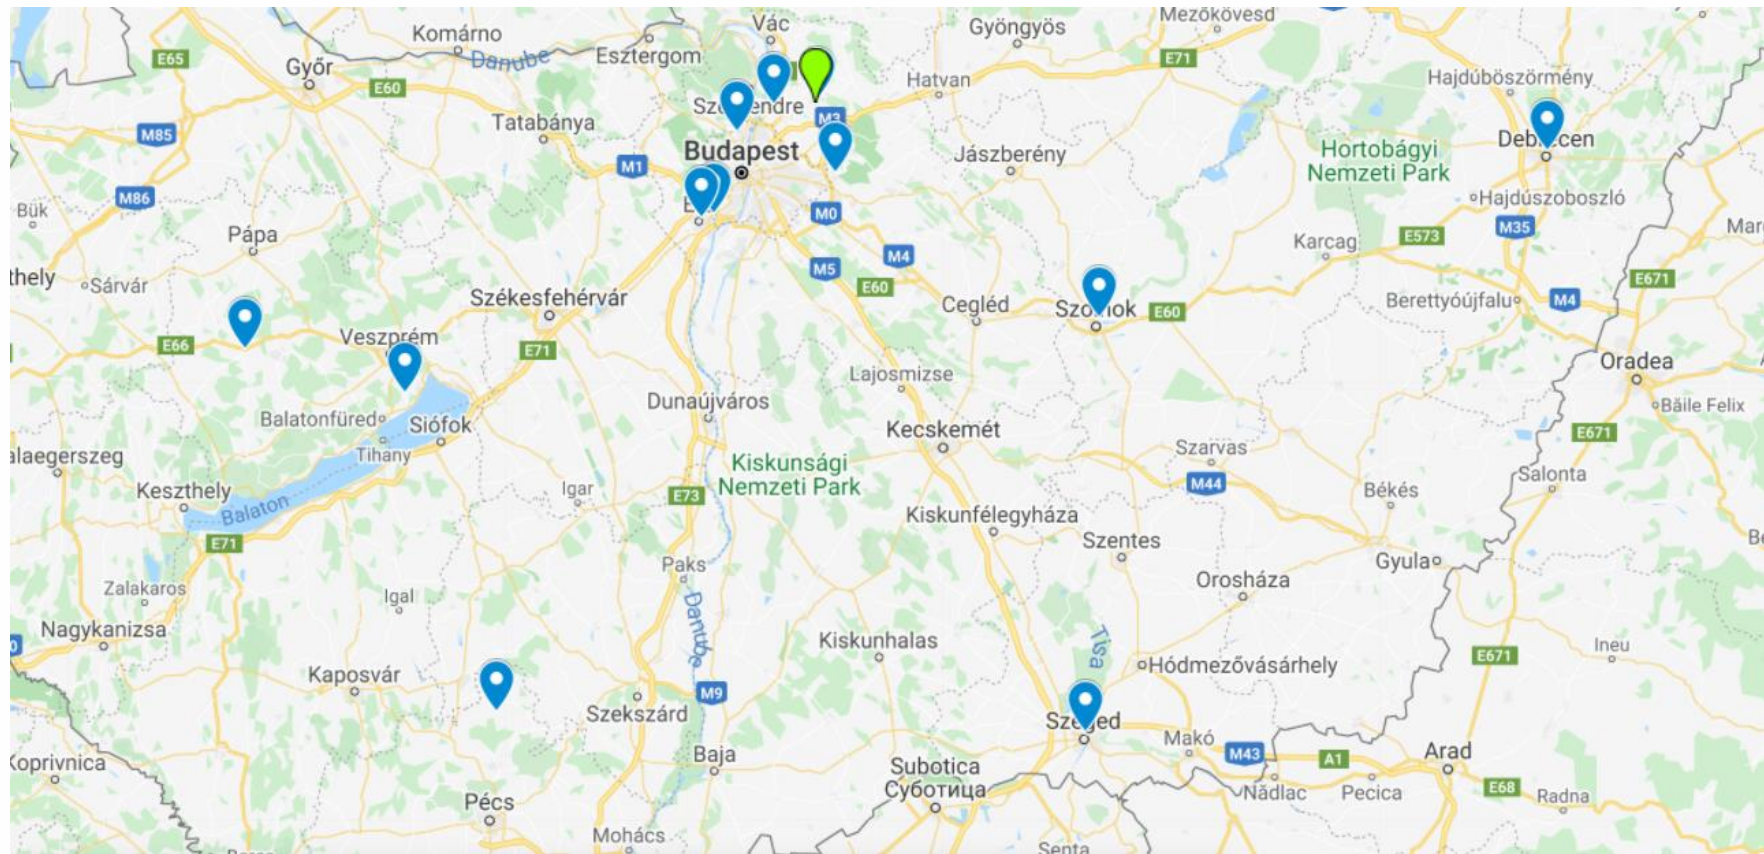 Vác
Gyöngyös
Mezőkövesd
Komárno
Danube
Esztergom
E65
Győr
E60
E71
Hatvan
Hajdúböszörmény
M3
M85
Tatabánya
Budapest
Jászberény
Hortobágyi
Nemzeti Park
M1
M86
Bük
M0
Hajdúszoboszló
Pápa
M4
Karcag
E573
M35
M5
thely
Sárvár
E60
E671
Székesfehérvár
Cegléd
E60
Berettyóújfalu
M4
Veszprém
E66
E71
Oradea
Lajosmizse
Dunaújváros
Băile Felix
Balatonfüred
Siófok
Kecskemét
E671
Tihany
Szarvas
alaegerszeg
Kiskunsági
Nemzeti Park
Salonta
M44
Keszthely
Igar
E73
Békés
Balaton
Kiskunfélegyháza
E71
Szentes
Gyula
Paks
Zalakaros
Igal
Orosháza
Danube
Nagykanizsa
Kiskunhalas
Tisa
Ineu
E671
Hódmezővásárhely
Kaposvár
M9
Szekszárd
Makó
M43
A1
Arad
Koprivnica
Baja
Subotica
Суботица
Nădlac
Pecica
E68
Radna
Pécs
Mohács
Senta